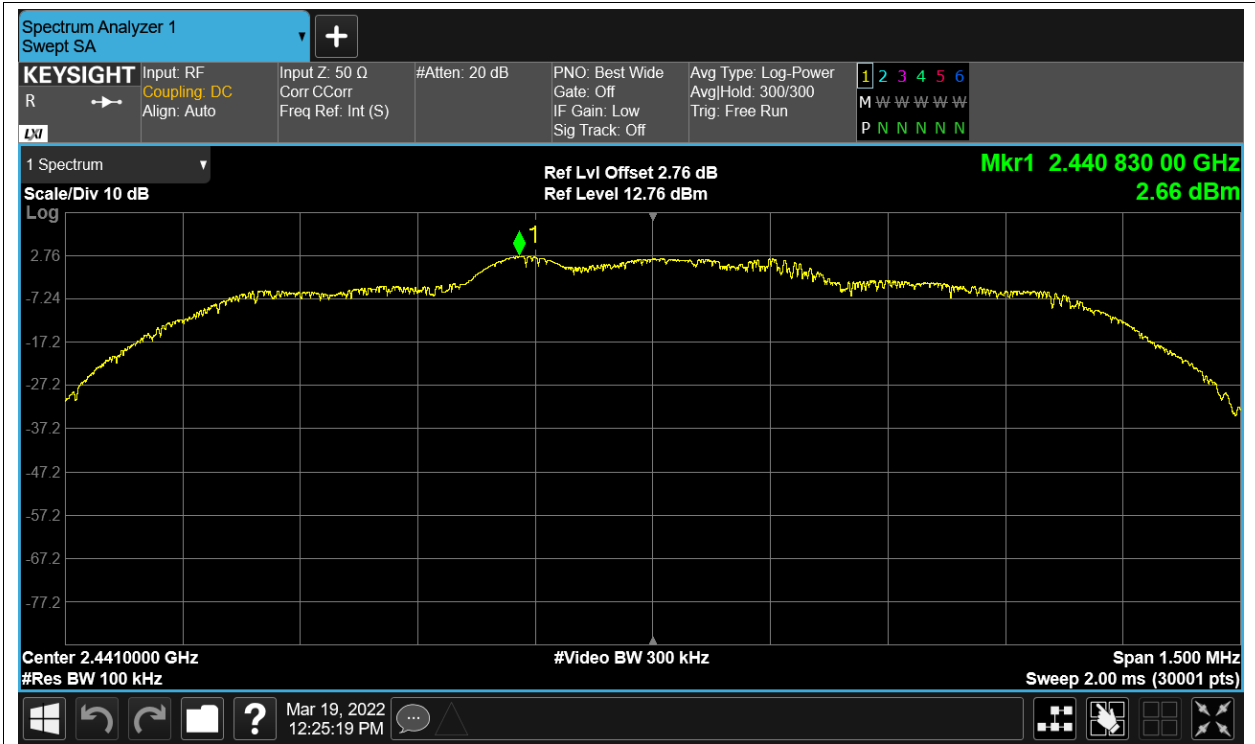 Spectrum Analyzer 1
Swept SA
KEYSIGHT
R
LXI
Input: RF
Coupling: DC
Align: Auto
Input Z: 50 Ω
Corr CCorr
Freq Ref: Int (S)
#Atten: 20 dB
PNO: Best Wide
Gate: Off
IF Gain: Low
Sig Track: Off
Avg Type: Log-Power
Avg|Hold: 300/300
Trig: Free Run
1 2 3 4 5 6
M W W W W W
P N N N N N
1 Spectrum
Scale/Div 10 dB
Log
Ref Lvl Offset 2.76 dB
Ref Level 12.76 dBm
Mkr1 2.440 830 00 GHz
2.66 dBm
1
2.76
-7.24
-17.2
-27.2
-37.2
-47.2
-57.2
-67.2
-77.2
Center 2.4410000 GHz
#Res BW 100 kHz
#Video BW 300 kHz
Span 1.500 MHz
Sweep 2.00 ms (30001 pts)
?
Mar 19, 2022
12:25:19 PM